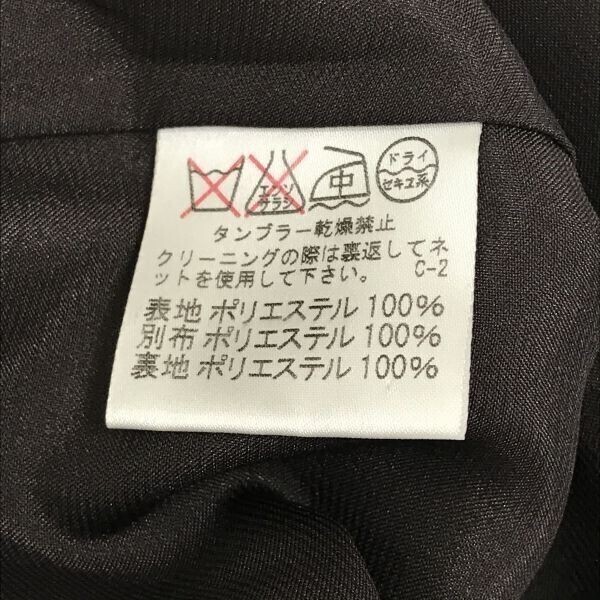 エンソ
サラシ
中
ドライ
セキユ系
タンブラー乾燥禁止
クリーニングの際は裏返してネ
ットを使用して下さい。 C-2
表地 ポリエステル 100%
別布 ポリエステル 100%
裏地 ポリエステル 100%